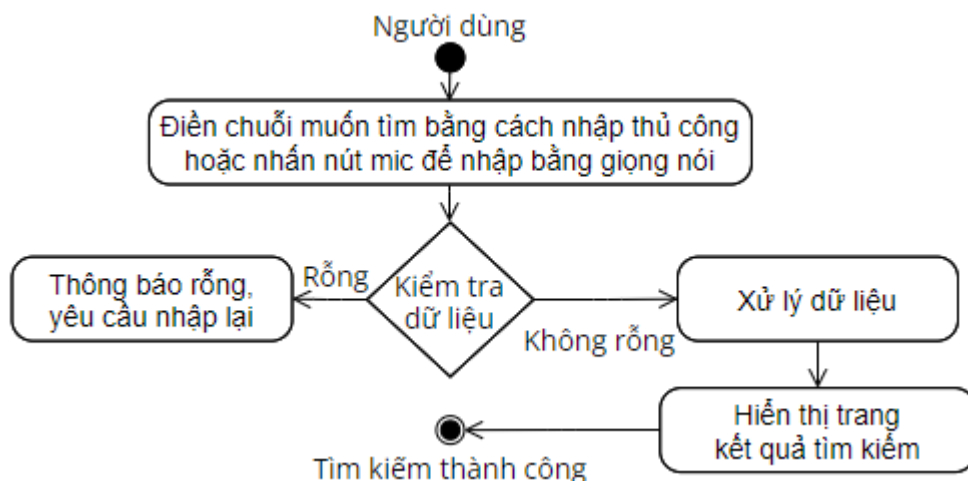 Người dùng
Điền chuỗi muốn tìm bằng cách nhập thủ công
hoặc nhấn nút mic để nhập bằng giọng nói
Rỗng
Thông báo rỗng,
yêu cầu nhập lại
Kiểm tra
dữ liệu
Không rỗng
Xử lý dữ liệu
Hiển thị trang
kết quả tìm kiếm
Tìm kiếm thành công